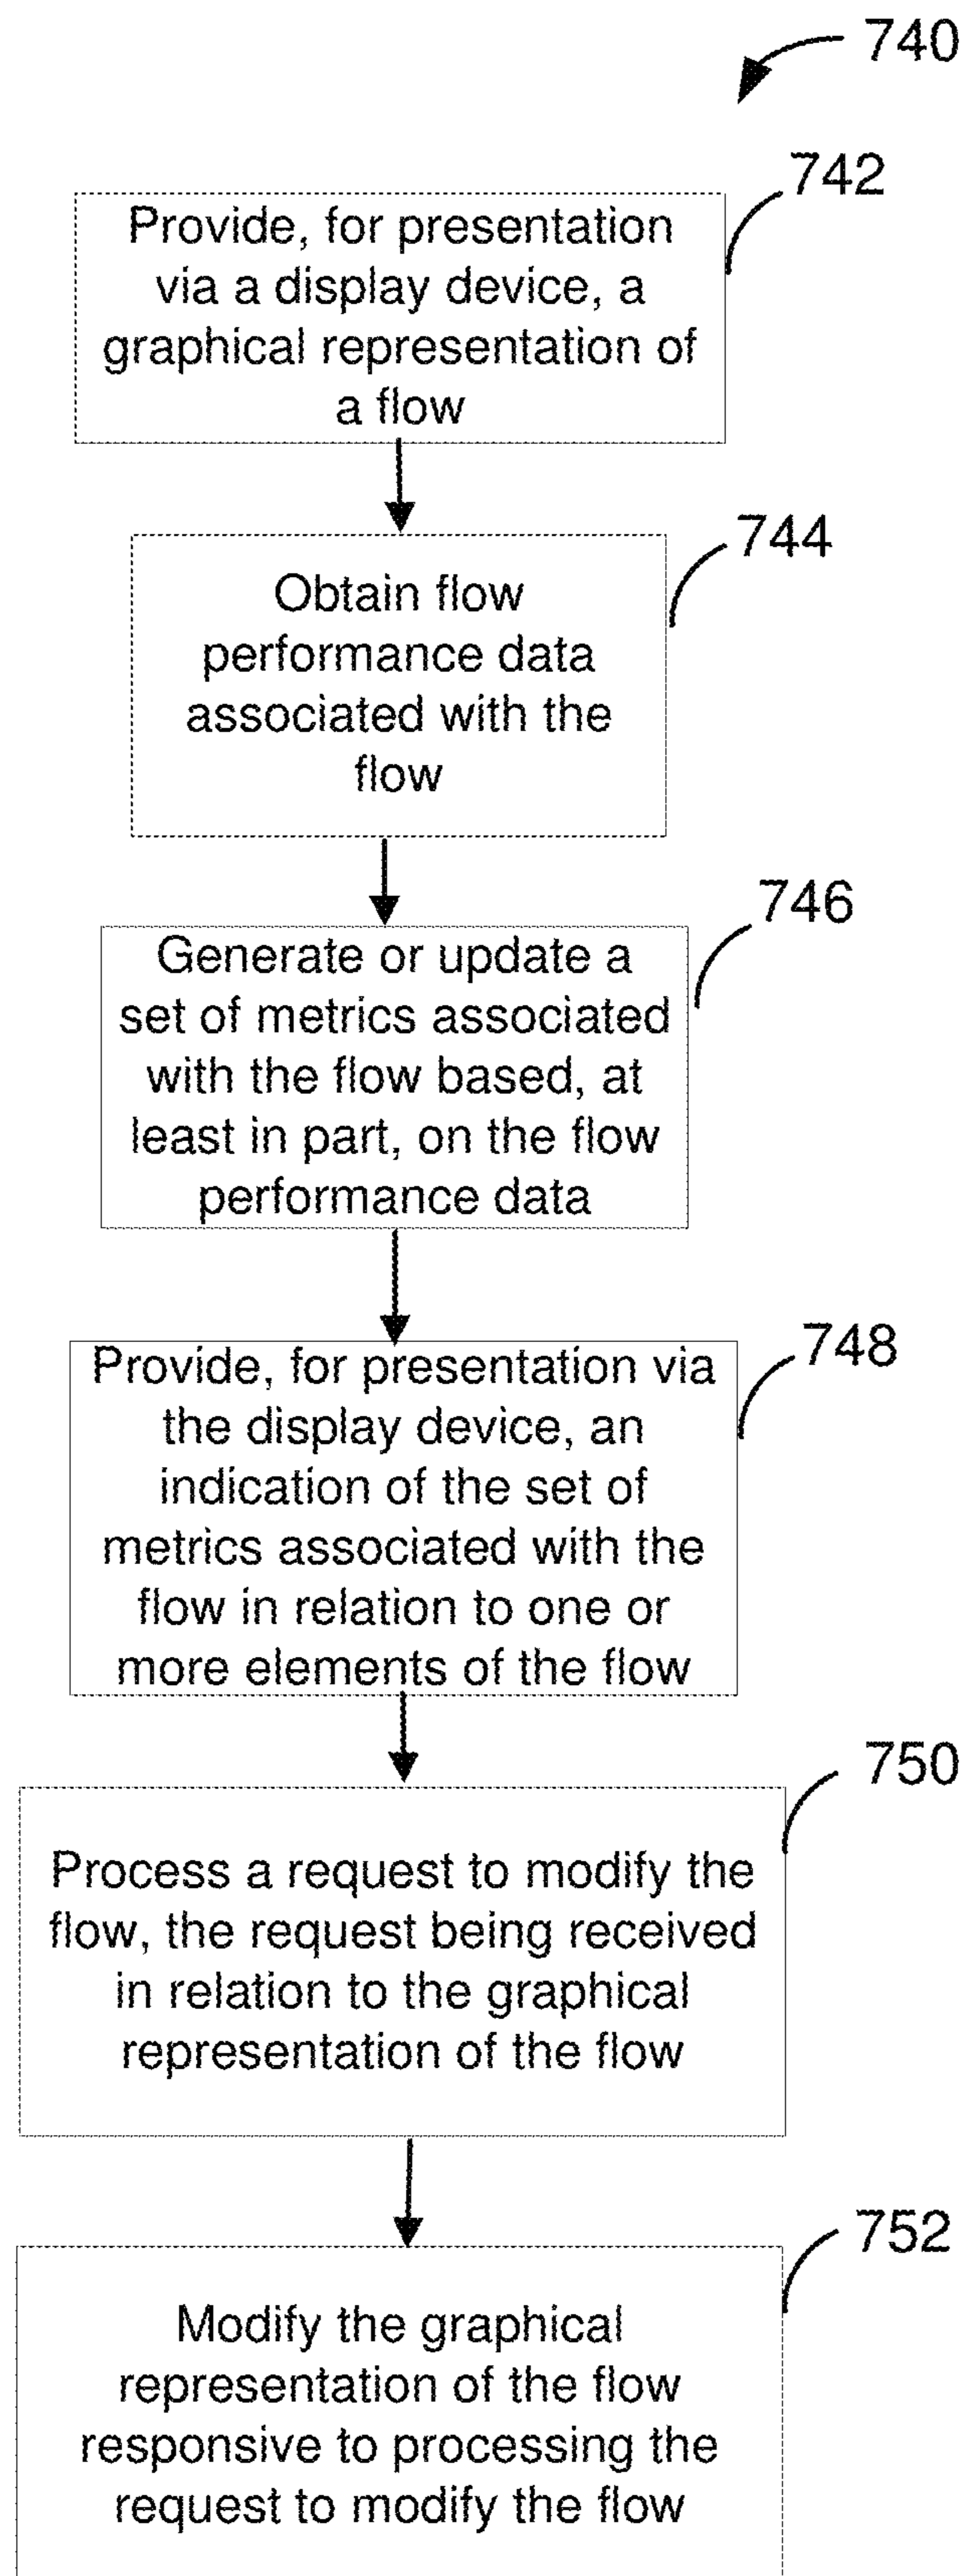 740
742
Provide, for presentation
via a display device, a
graphical representation of
a flow
744
Obtain flow
performance data
associated with the
flow
746
Generate or update a
set of metrics associated
with the flow based, at
least in part, on the flow
performance data
748
Provide, for presentation via
the display device, an
indication of the set of
metrics associated with the
flow in relation to one or
more elements of the flow
750
Process a request to modify the
flow, the request being received
in relation to the graphical
representation of the flow
752
Modify the graphical
representation of the flow
responsive to processing the
request to modify the flow